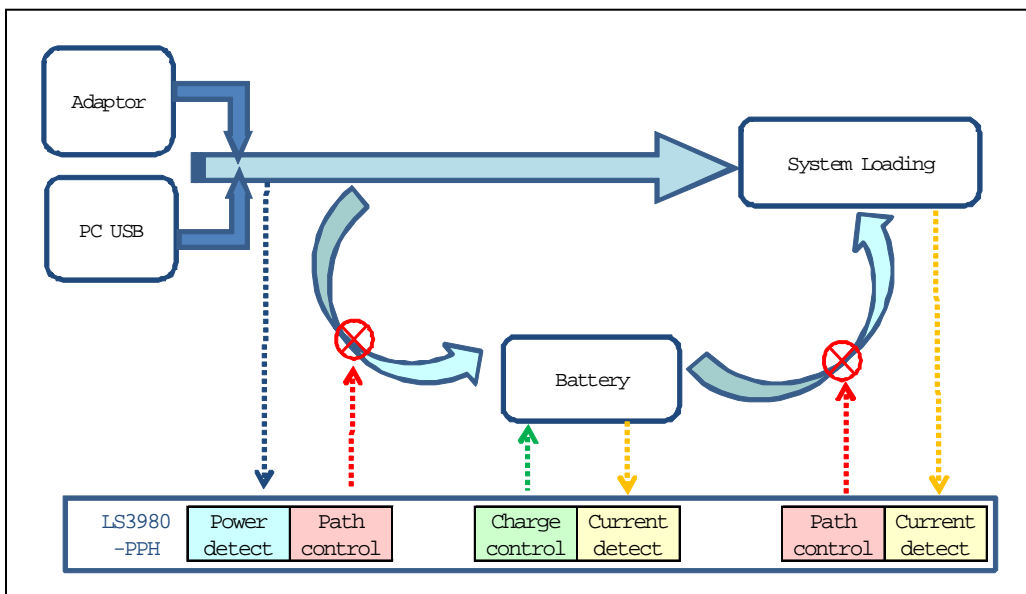 Adaptor
PC USB
System Loading
Battery
LS3980
-PPH
Power
detect
Path
control
Charge
control
Current
detect
Path
control
Current
detect